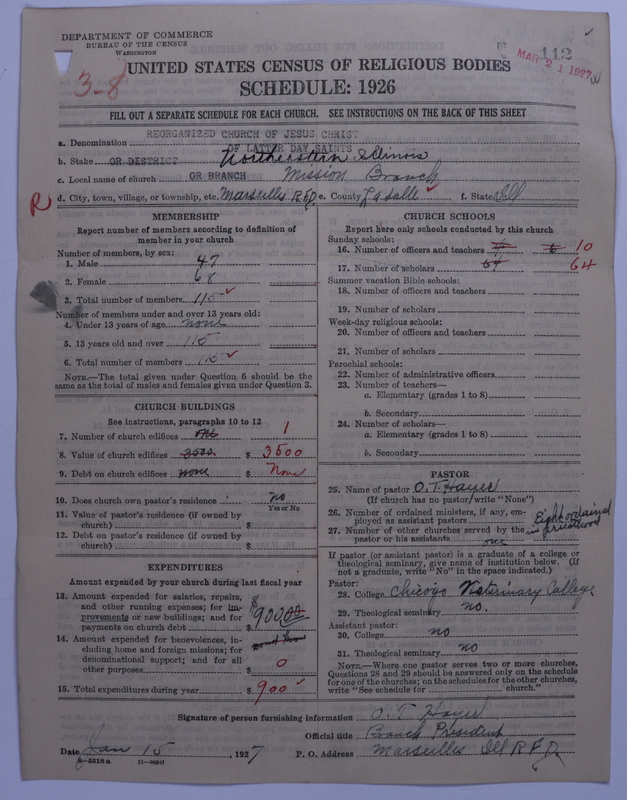 DEPARTMENT OF COMMERCE
BUREAU OF THE CENSUS
WASHINGTON
112
MAR 21 1927
3-8
UNITED STATES CENSUS OF RELIGIOUS BODIES
SCHEDULE: 1926
FILL OUT A SEPARATE SCHEDULE FOR EACH CHURCH. SEE INSTRUCTIONS ON THE BACK OF THIS SHEET
REORGANIZED CHURCH OF JESUS CHRIST
a. Denomination
OF LATTER DAY SAINTS
b. Stake OR DISTRICT Northeastern Illinois
c. Local name of church OR BRANCH Mission Branch
R d. City, town, village, or township, etc. Marseilles RFD e. County La Salle f. State Ill
MEMBERSHIP
Report number of members according to definition of
member in your church
Number of members, by sex:
1. Male 47
2. Female 68
3. Total number of members 115
Number of members under and over 13 years old:
4. Under 13 years of age none
5. 13 years old and over 115
6. Total number of members 115
NOTE.—The total given under Question 6 should be the
same as the total of males and females given under Question 3.
CHURCH BUILDINGS
See instructions, paragraphs 10 to 12
7. Number of church edifices one 1
8. Value of church edifices 3500. $ 3500
9. Debt on church edifices none $ None
10. Does church own pastor's residence no
Yes or No
11. Value of pastor's residence (if owned by
church) $
12. Debt on pastor's residence (if owned by
church) $
EXPENDITURES
Amount expended by your church during last fiscal year
13. Amount expended for salaries, repairs,
and other running expenses; for im-
provements or new buildings; and for
payments on church debt $ 900.00
14. Amount expended for benevolences, in-
cluding home and foreign missions; for
denominational support; and for all
other purposes $ 0
15. Total expenditures during year $ 900
CHURCH SCHOOLS
Report here only schools conducted by this church
Sunday schools:
16. Number of officers and teachers 6 10
17. Number of scholars 64 64
Summer vacation Bible schools:
18. Number of officers and teachers
19. Number of scholars
Week-day religious schools:
20. Number of officers and teachers
21. Number of scholars
Parochial schools:
22. Number of administrative officers
23. Number of teachers—
a. Elementary (grades 1 to 8)
b. Secondary
24. Number of scholars—
a. Elementary (grades 1 to 8)
b. Secondary
PASTOR
25. Name of pastor O. T. Hayer
(If church has no pastor, write "None")
26. Number of ordained ministers, if any, em-
ployed as assistant pastors Eight ordained in priesthood
27. Number of other churches served by the
pastor or his assistants one
If pastor (or assistant pastor) is a graduate of a college or
theological seminary, give name of institution below. (If
not a graduate, write "No" in the space indicated.)
Pastor:
28. College Chicago Veterinary College
29. Theological seminary no.
Assistant pastor:
30. College no
31. Theological seminary no
NOTE.—Where one pastor serves two or more churches,
Questions 28 and 29 should be answered only on the schedule
for one of the churches; on the schedules for the other churches,
write "See schedule for church."
Signature of person furnishing information O. T. Hayer
Official title Branch President
Date Jan 15, 1927 P. O. Address Marseilles Ill R F D
8-5518a